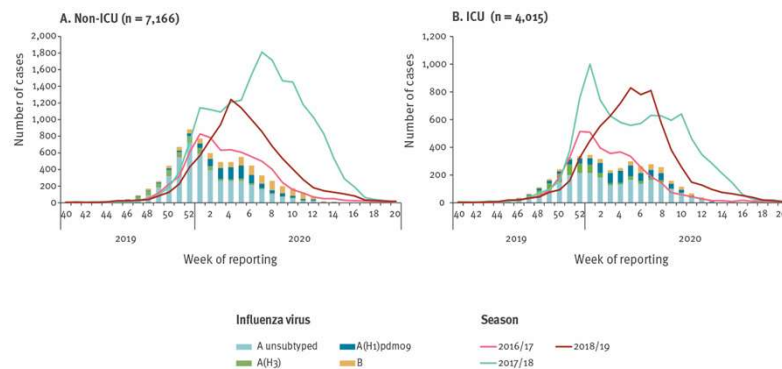 A. Non-ICU (n = 7,166)
Number of cases
2,000
1,800
1,600
1,400
1,200
1,000
800
600
400
200
0
40 42 44 46 48 50 52 2 4 6 8 10 12 14 16 18 20
2019 2020
Week of reporting
B. ICU (n = 4,015)
Number of cases
1,200
1,000
800
600
400
200
0
40 42 44 46 48 50 52 2 4 6 8 10 12 14 16 18 20
2019 2020
Week of reporting
Influenza virus
A unsubtyped A(H1)pdm09
A(H3) B
Season
2016/17 2018/19
2017/18